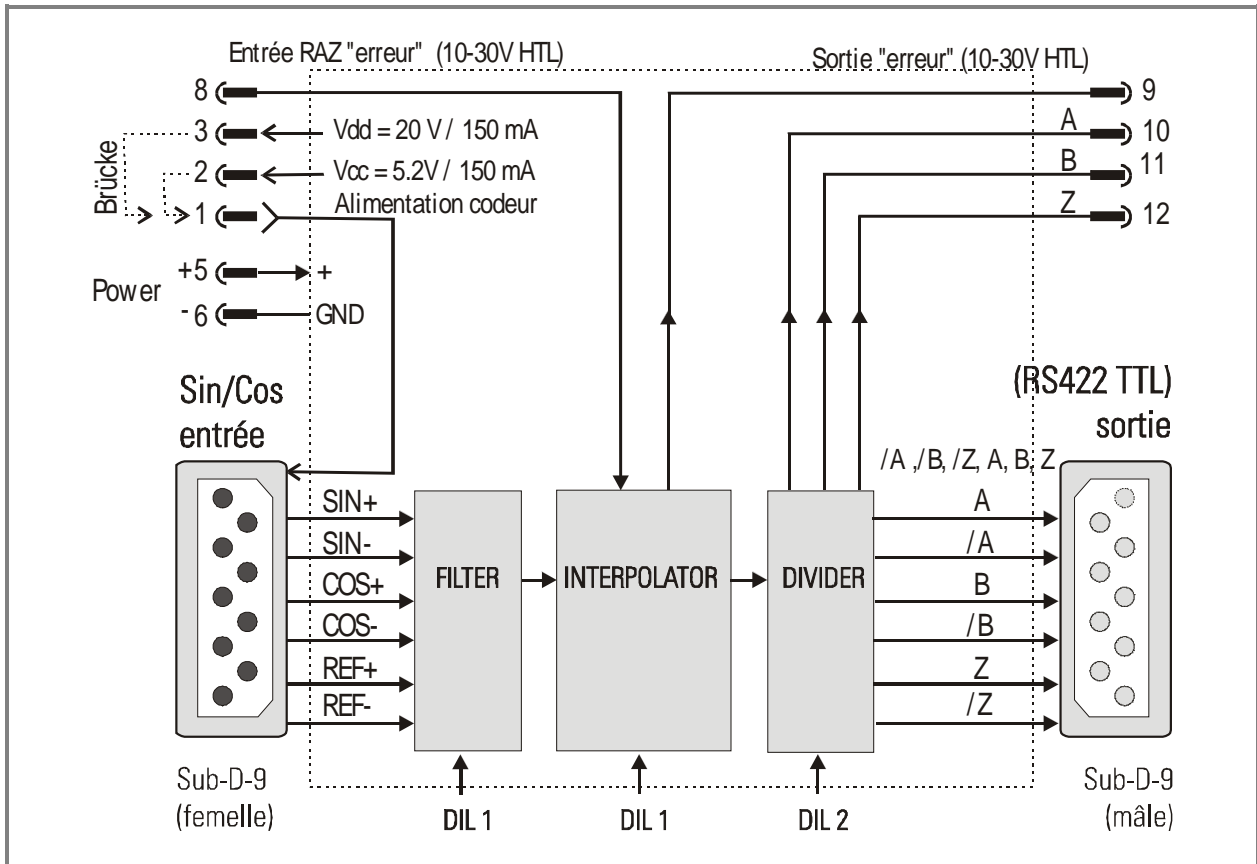 Entrée RAZ "erreur" (10-30V HTL)
Sortie "erreur" (10-30V HTL)
8
3
Vdd = 20 V / 150 mA
2
Vcc = 5.2V / 150 mA
Brücke
1
Alimentation codeur
9
A
10
B
11
Z
12
Power
+5
+
- 6
GND
Sin/Cos
entrée
(RS422 TTL)
sortie
/A ,/B, /Z, A, B, Z
SIN+
SIN-
COS+
COS-
REF+
REF-
FILTER
INTERPOLATOR
DIVIDER
A
/A
B
/B
Z
/Z
Sub-D-9
(femelle)
DIL 1
DIL 1
DIL 2
Sub-D-9
(mâle)